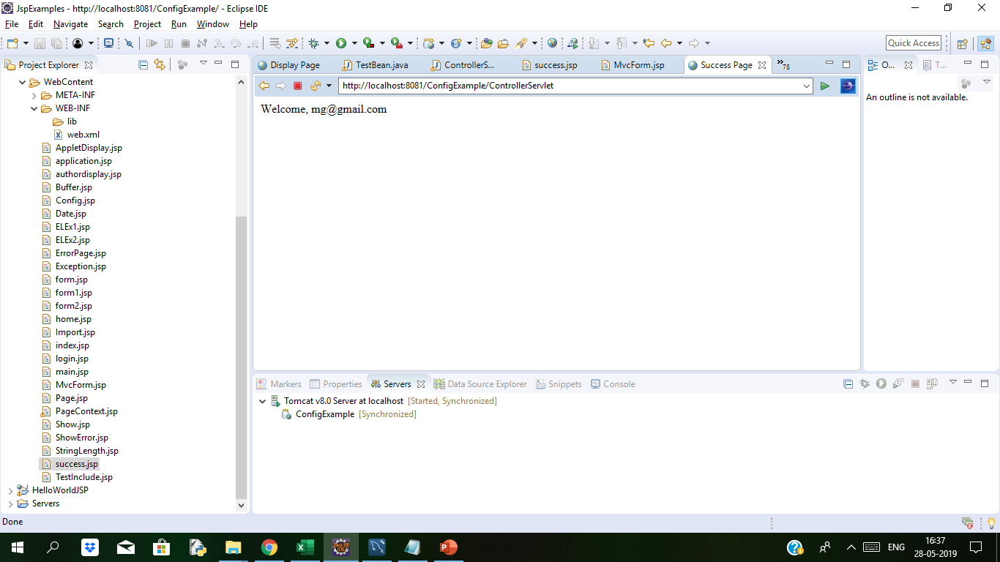 JspExamples - http://localhost:8081/ConfigExample/ - Eclipse IDE
File Edit Navigate Search Project Run Window Help
Quick Access
Project Explorer
WebContent
META-INF
WEB-INF
lib
web.xml
AppletDisplay.jsp
application.jsp
authordisplay.jsp
Buffer.jsp
Config.jsp
Date.jsp
ELEx1.jsp
ELEx2.jsp
ErrorPage.jsp
Exception.jsp
form.jsp
form1.jsp
form2.jsp
home.jsp
Import.jsp
index.jsp
login.jsp
main.jsp
MvcForm.jsp
Page.jsp
PageContext.jsp
Show.jsp
ShowError.jsp
StringLength.jsp
success.jsp
TestInclude.jsp
HelloWorldJSP
Servers
Display Page TestBean.java ControllerS... success.jsp MvcForm.jsp Success Page »78
http://localhost:8081/ConfigExample/ControllerServlet
Welcome, mg@gmail.com
O... T...
An outline is not available.
Markers Properties Servers Data Source Explorer Snippets Console
Tomcat v8.0 Server at localhost [Started, Synchronized]
ConfigExample [Synchronized]
Done
ENG
16:37
28-05-2019